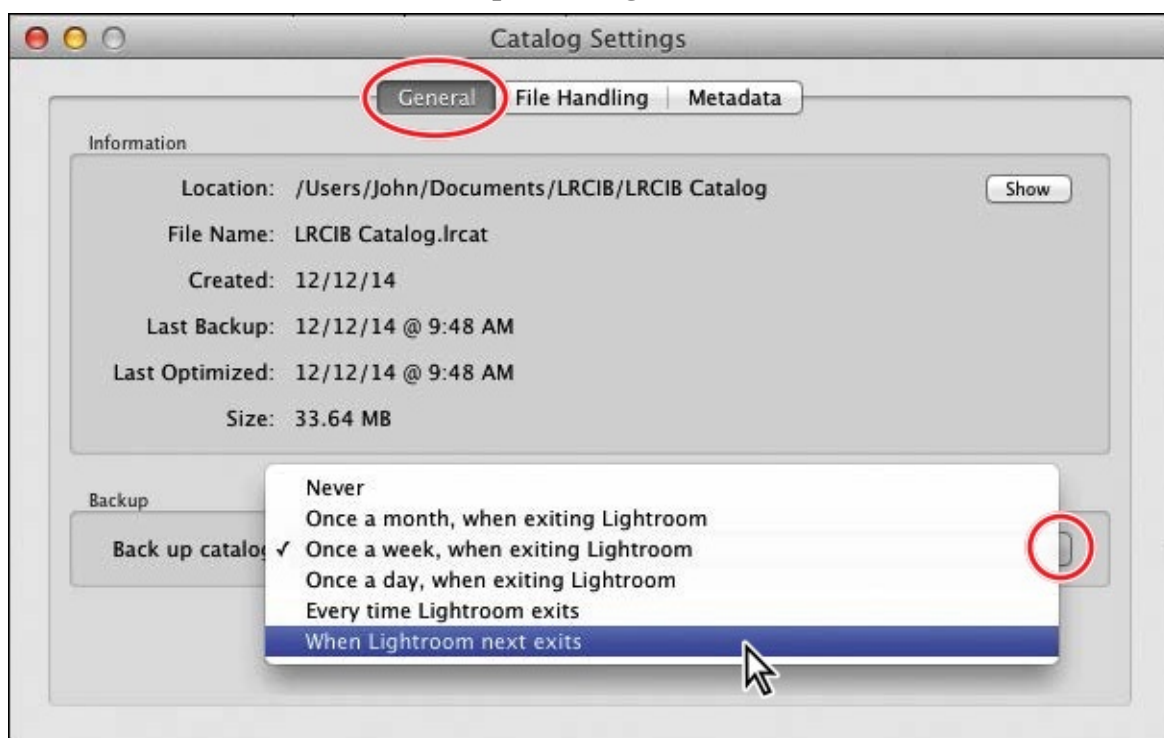 Catalog Settings
General File Handling Metadata
Information
Location: /Users/John/Documents/LRCIB/LRCIB Catalog Show
File Name: LRCIB Catalog.lrcat
Created: 12/12/14
Last Backup: 12/12/14 @ 9:48 AM
Last Optimized: 12/12/14 @ 9:48 AM
Size: 33.64 MB
Never
Backup
Once a month, when exiting Lightroom
Back up catalog ✓ Once a week, when exiting Lightroom
Once a day, when exiting Lightroom
Every time Lightroom exits
When Lightroom next exits